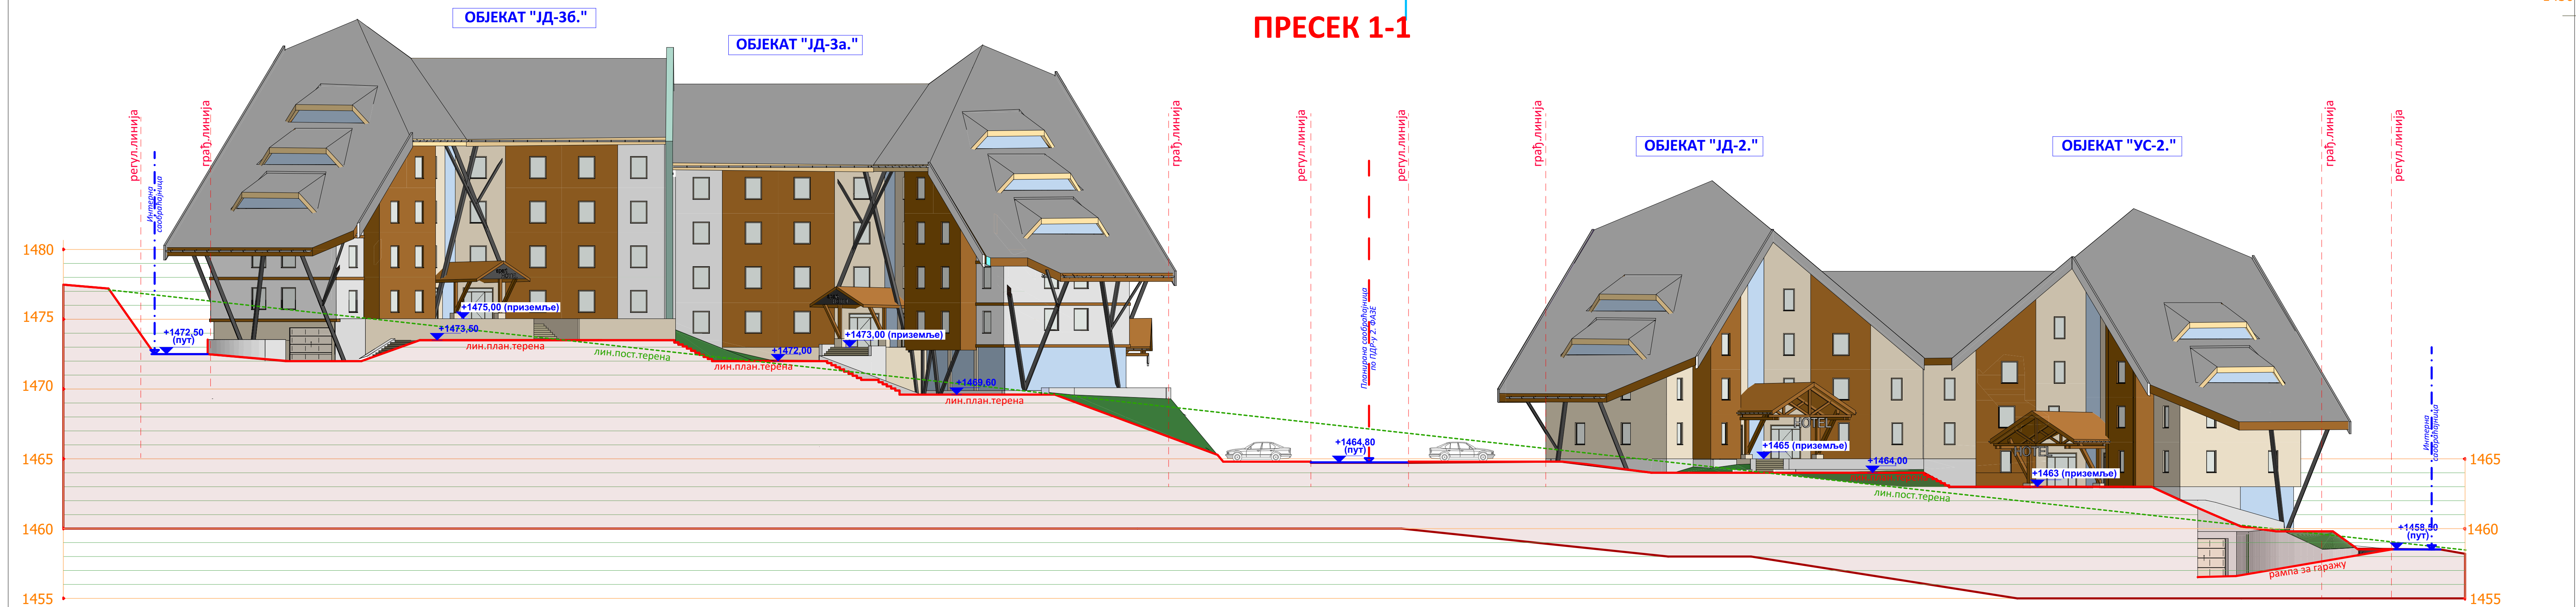 ПРЕСЕК 1-1
ОБЈЕКАТ "ЈД-3б."
ОБЈЕКАТ "ЈД-3а."
ОБЈЕКАТ "ЈД-2."
ОБЈЕКАТ "УС-2."
регул.линија
грађ.линија
грађ.линија
регул.линија
регул.линија
грађ.линија
грађ.линија
регул.линија
Интерна
саобраћајница
Планирана саобраћајница
по ПДР-у 2. ФАЗЕ
Интерна
саобраћајница
1480
1475
1470
1465
1460
1455
+1472,50
(пут)
+1475,00 (приземље)
+1473,50
лин.план.терена
лин.пост.терена
+1473,00 (приземље)
+1472,00
лин.план.терена
+1469,60
лин.план.терена
+1464,80
(пут)
HOTEL
+1465 (приземље)
+1464,00
лин.пост.терена
HOTEL
+1463 (приземље)
+1458,50
(пут)
рампа за гаражу
1465
1460
1455